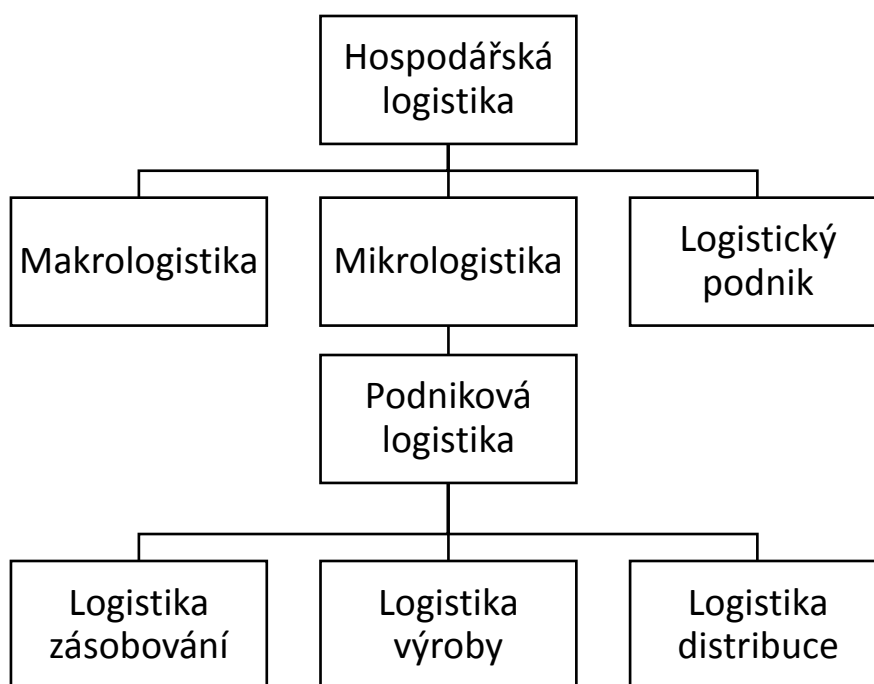 Hospodářská
logistika
Makrologistika
Mikrologistika
Logistický
podnik
Podniková
logistika
Logistika
zásobování
Logistika
výroby
Logistika
distribuce